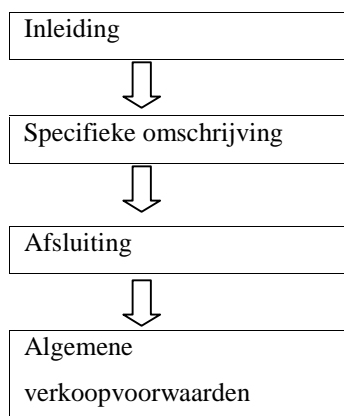 Inleiding
Specifieke omschrijving
Afsluiting
Algemene
verkoopvoorwaarden